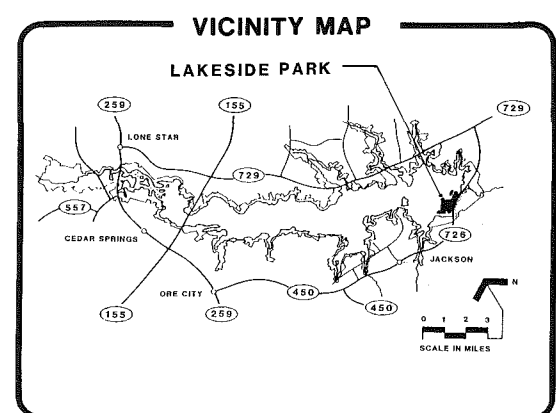 VICINITY MAP
LAKESIDE PARK
259
155
729
LONE STAR
729
557
CEDAR SPRINGS
726
JACKSON
ORE CITY
450
155
259
450
N
0 1 2 3
SCALE IN MILES